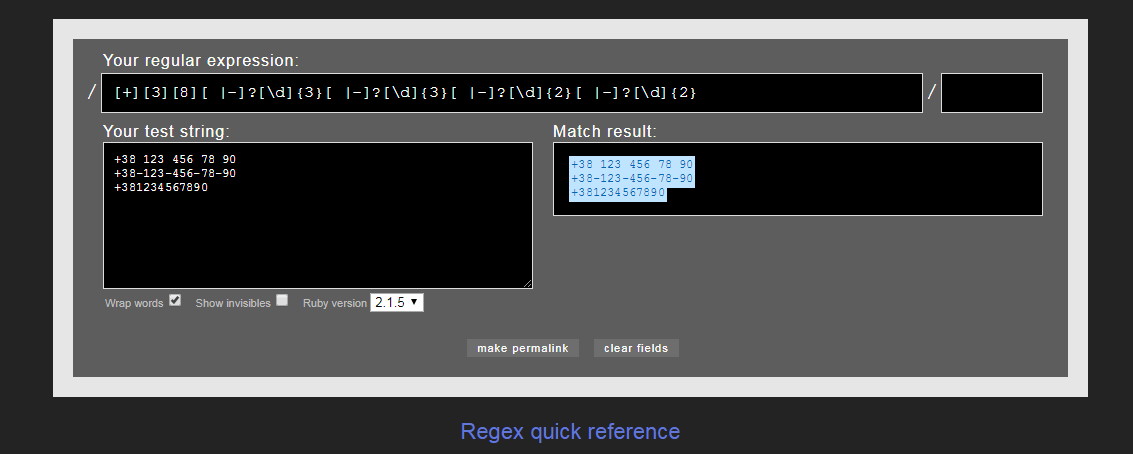 Your regular expression:
/ [+][3][8][ |-]?[\d]{3}[ |-]?[\d]{3}[ |-]?[\d]{2}[ |-]?[\d]{2} /
Your test string:
+38 123 456 78 90
+38-123-456-78-90
+381234567890
Match result:
+38 123 456 78 90
+38-123-456-78-90
+381234567890
Wrap words Show invisibles Ruby version 2.1.5
make permalink clear fields
Regex quick reference